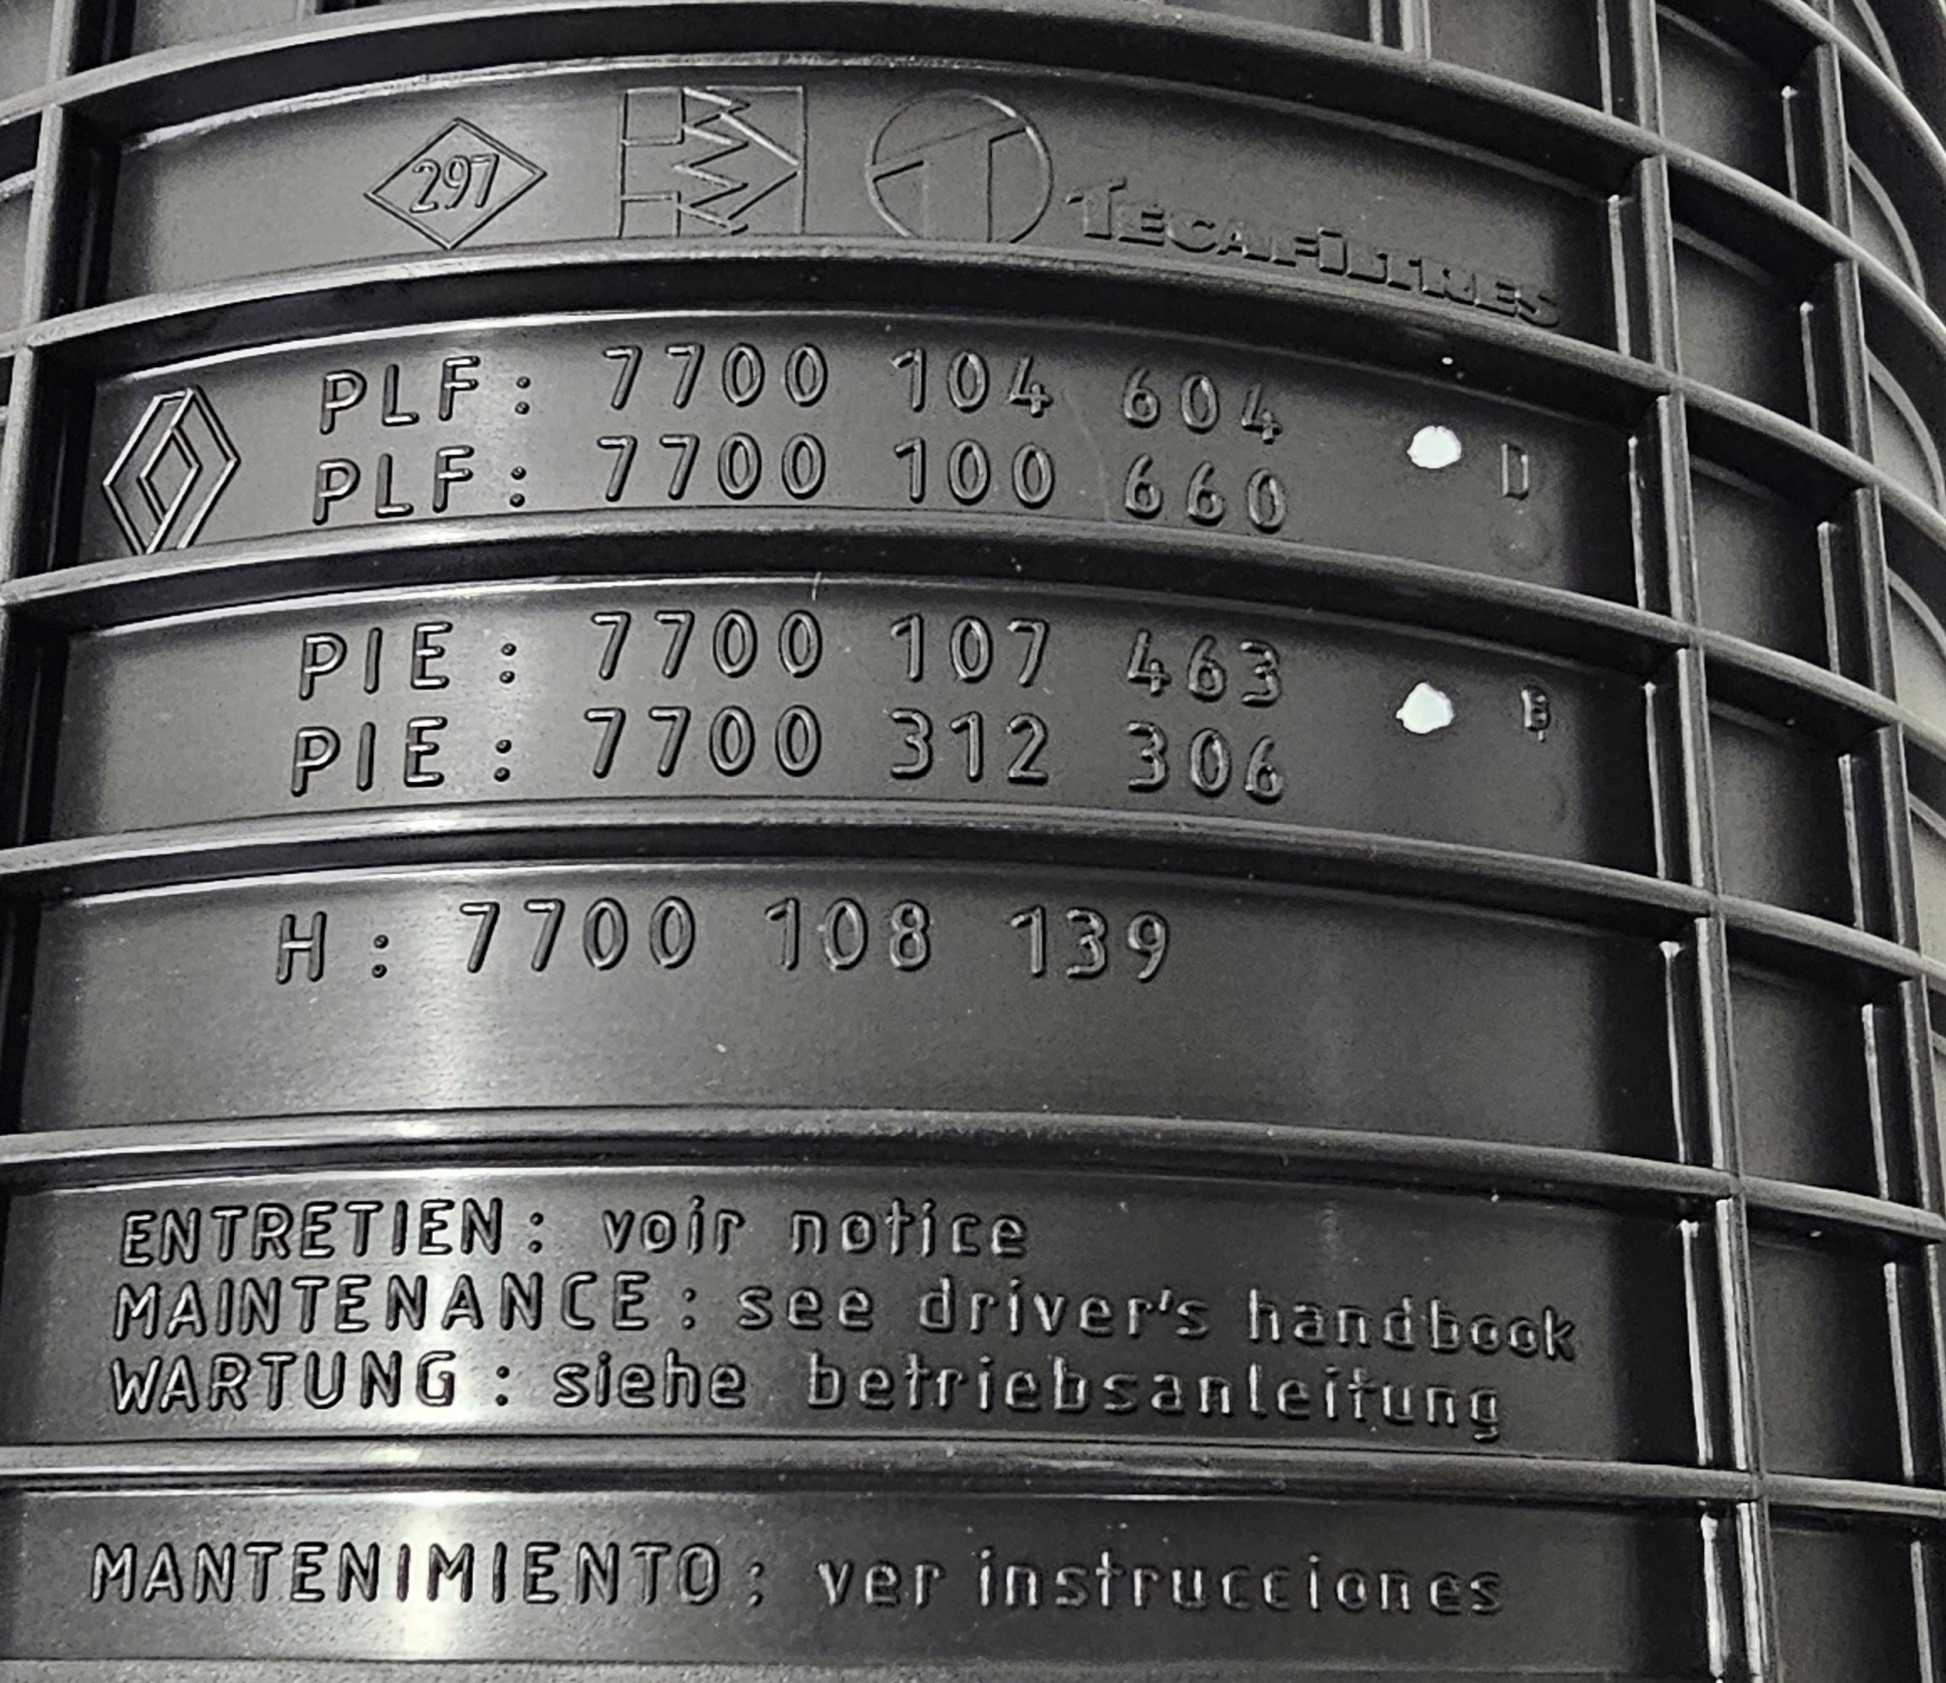 297 TECAFILTRES
PLF: 7700 104 604
PLF: 7700 100 660
D
PIE: 7700 107 463
PIE: 7700 312 306
B
H: 7700 108 139
ENTRETIEN: voir notice
MAINTENANCE: see driver's handbook
WARTUNG: siehe betriebsanleitung
MANTENIMIENTO: ver instrucciones